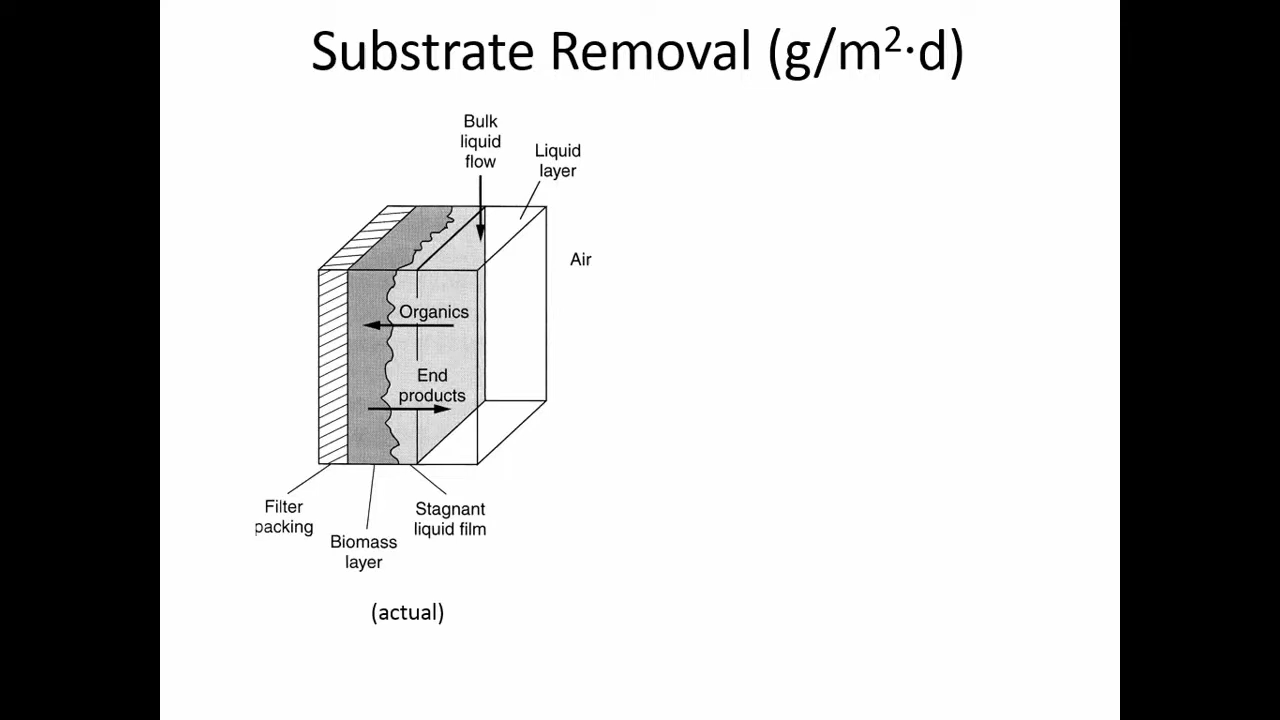 Substrate Removal (g/m²·d)
Bulk
liquid
flow
Liquid
layer
Air
Organics
End
products
Filter
packing
Biomass
layer
Stagnant
liquid film
(actual)